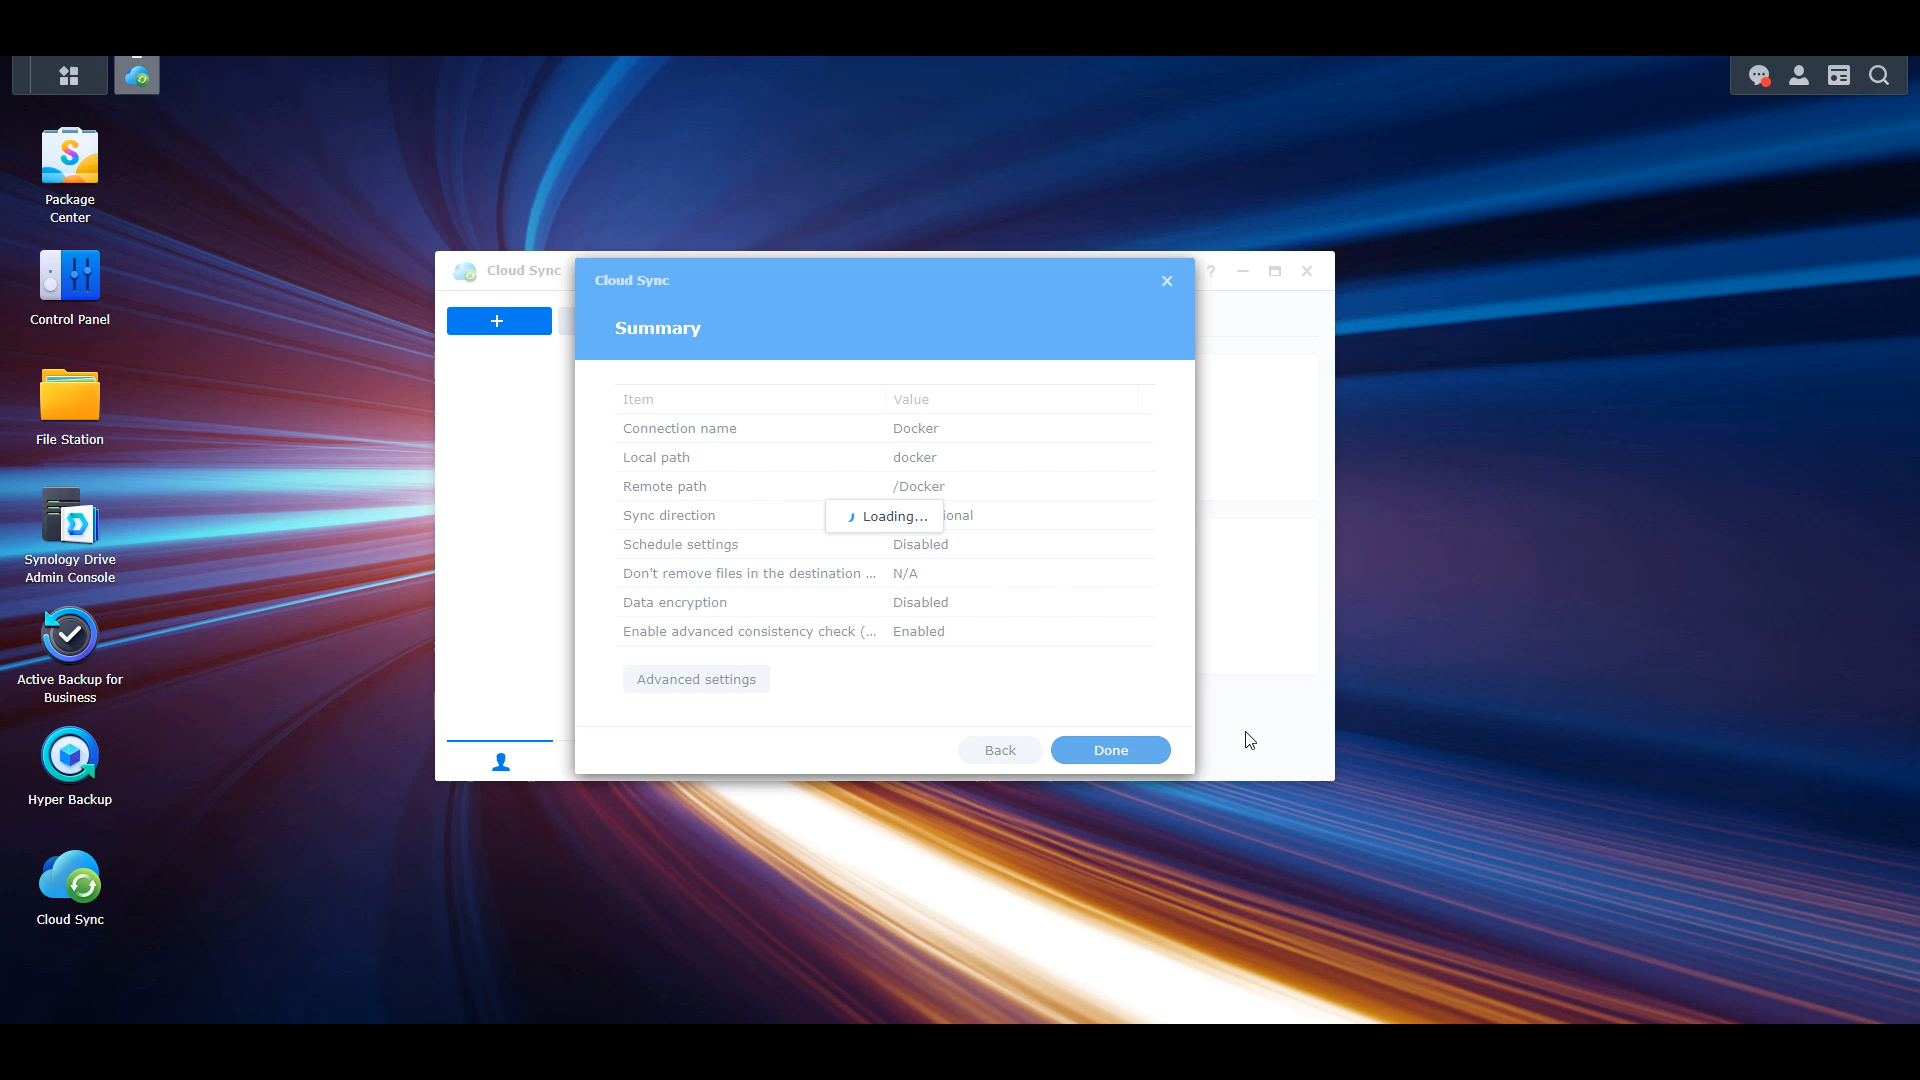 Package
Center
Control Panel
File Station
Synology Drive
Admin Console
Active Backup for
Business
Hyper Backup
Cloud Sync
Cloud Sync
?
Cloud Sync
Summary
Item Value
Connection name Docker
Local path docker
Remote path /Docker
Sync direction ional
Loading...
Schedule settings Disabled
Don't remove files in the destination ... N/A
Data encryption Disabled
Enable advanced consistency check (... Enabled
Advanced settings
Back Done